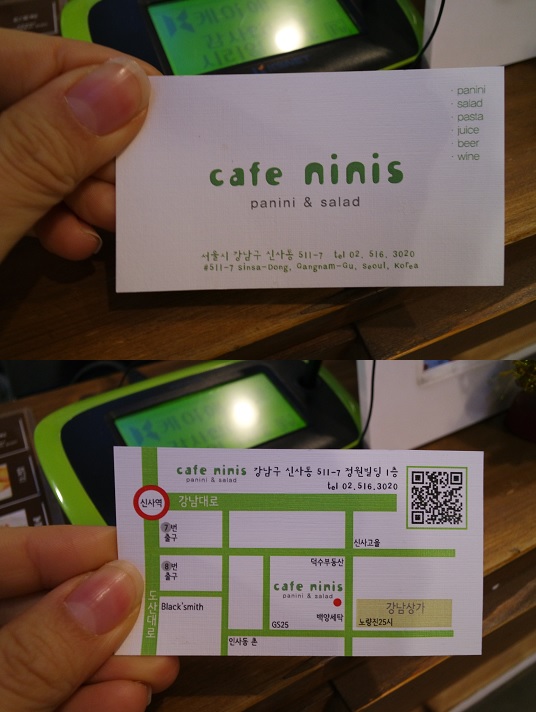 · panini
· salad
· pasta
· juice
· beer
· wine
cafe ninis
panini & salad
서울시 강남구 신사동 511-7 tel 02. 516. 3020
#511-7 Sinsa-Dong, Gangnam-Gu, Seoul, Korea
cafe ninis 강남구 신사동 511-7 정원빌딩 1층
panini & salad
tel 02.516.3020
신사역
강남대로
7번
출구
신사고을
8번
출구
덕수부동산
cafe ninis
panini & salad
도산대로
Black'smith
강남상가
GS25
백양세탁
노량진25시
인사동 촌